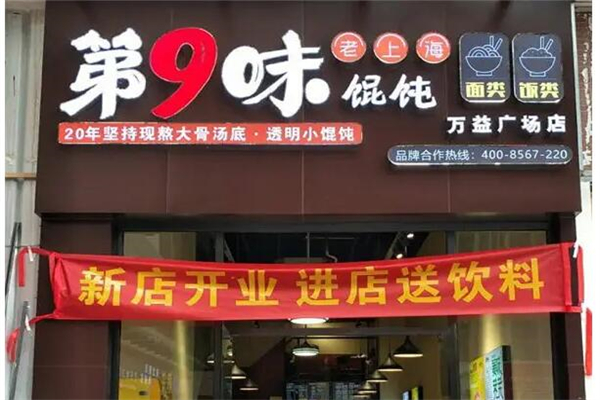 第9味
老上海
馄饨
面类
饭类
20年坚持现熬大骨汤底·透明小馄饨
万益广场店
品牌合作热线：400-8567-220
新店开业 进店送饮料